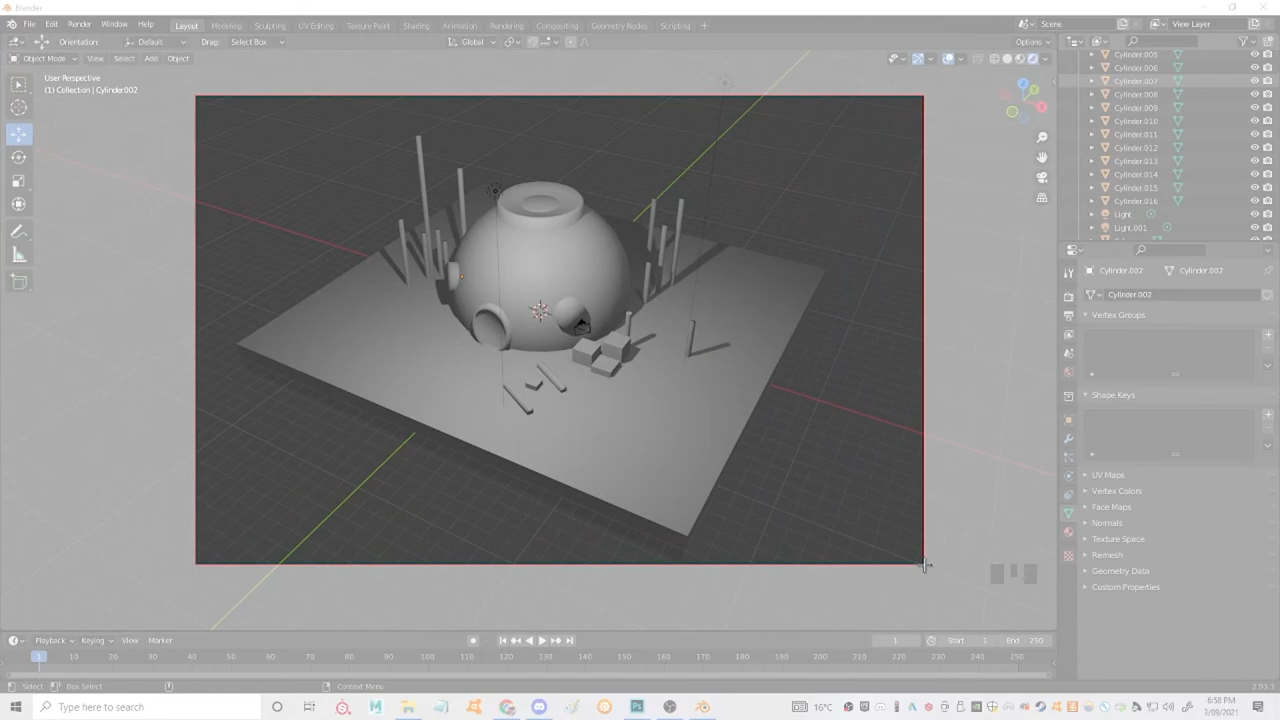 Blender
File Edit Render Window Help Layout Modeling Sculpting UV Editing Texture Paint Shading Animation Rendering Compositing Geometry Nodes Scripting + Scene View Layer
Orientation: Default Drag: Select Box Global Options
Object Mode View Select Add Object
User Perspective
(1) Collection | Cylinder.002
Cylinder.005
Cylinder.006
Cylinder.007
Cylinder.008
Cylinder.009
Cylinder.010
Cylinder.011
Cylinder.012
Cylinder.013
Cylinder.014
Cylinder.015
Cylinder.016
Light
Light.001
Cylinder.002 Cylinder.002
Cylinder.002
Vertex Groups
Shape Keys
UV Maps
Vertex Colors
Face Maps
Normals
Texture Space
Remesh
Geometry Data
Custom Properties
Playback Keying View Marker 1 Start 1 End 250
1 10 20 30 40 50 60 70 80 90 100 110 120 130 140 150 160 170 180 190 200 210 220 230 240 250
Select Box Select Context Menu 2.93.3
Type here to search 16°C 6:58 PM
3/09/2021